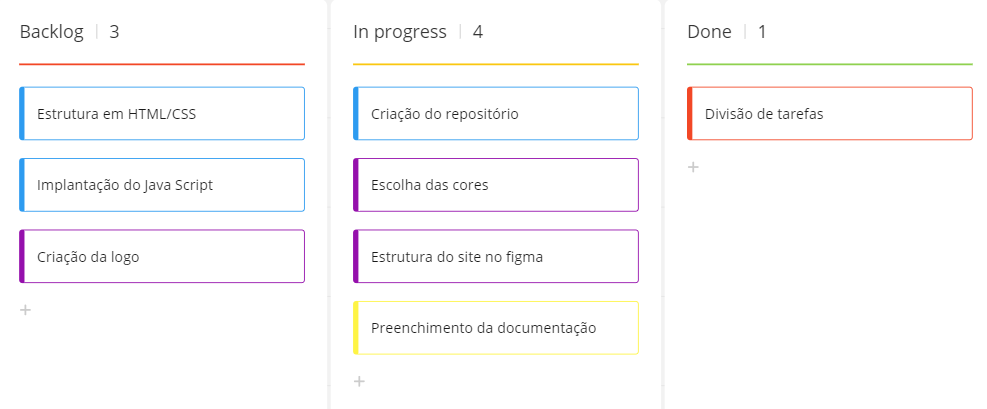 Backlog | 3
Estrutura em HTML/CSS
Implantação do Java Script
Criação da logo
+
In progress | 4
Criação do repositório
Escolha das cores
Estrutura do site no figma
Preenchimento da documentação
+
Done | 1
Divisão de tarefas
+